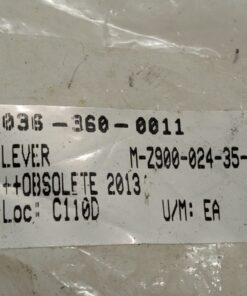 036-360-0011
LEVER M-Z900-024-35-
++OBSOLETE 2013
Loc: C110D U/M: EA